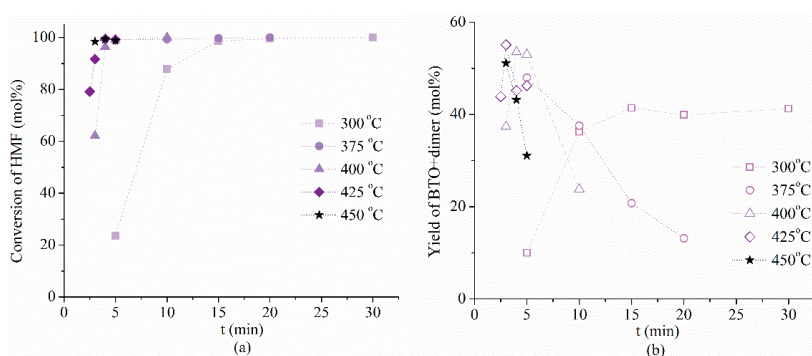 100
80
60
40
20
0
0
5
10
15
20
25
30
Conversion of HMF (mol%)
t (min)
(a)
300 °C
375 °C
400 °C
425 °C
450 °C
60
40
20
0
0
5
10
15
20
25
30
Yield of BTO+dimer (mol%)
t (min)
(b)
300°C
375°C
400°C
425°C
450°C